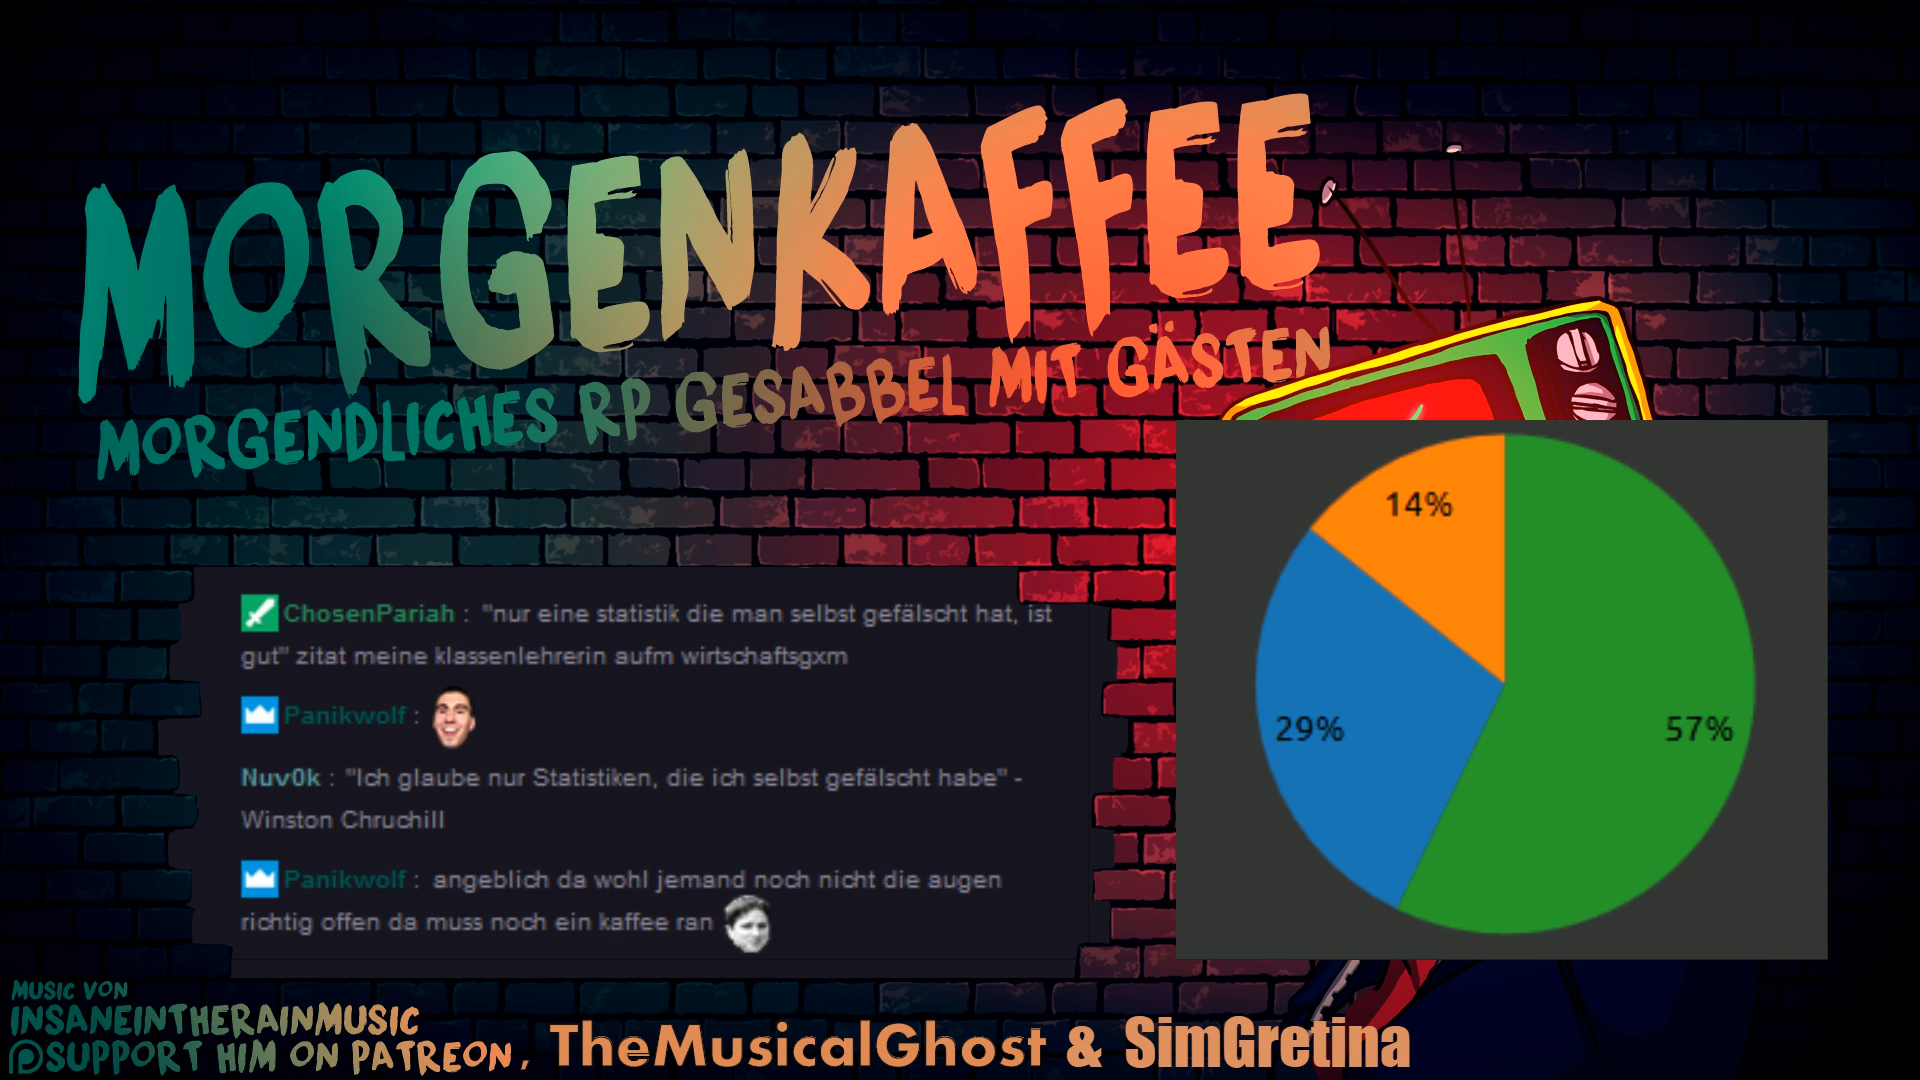 MORGENKAFFEE
MORGENDLICHES RP GESABBEL MIT GÄSTEN
ChosenPariah : "nur eine statistik die man selbst gefälscht hat, ist
gut" zitat meine klassenlehrerin aufm wirtschaftsgxm
Panikwolf :
Nuv0k : "Ich glaube nur Statistiken, die ich selbst gefälscht habe" -
Winston Chruchill
Panikwolf : angeblich da wohl jemand noch nicht die augen
richtig offen da muss noch ein kaffee ran
14%
29%
57%
MUSIC VON
INSANEINTHERAINMUSIC
SUPPORT HIM ON PATREON, TheMusicalGhost & SimGretina